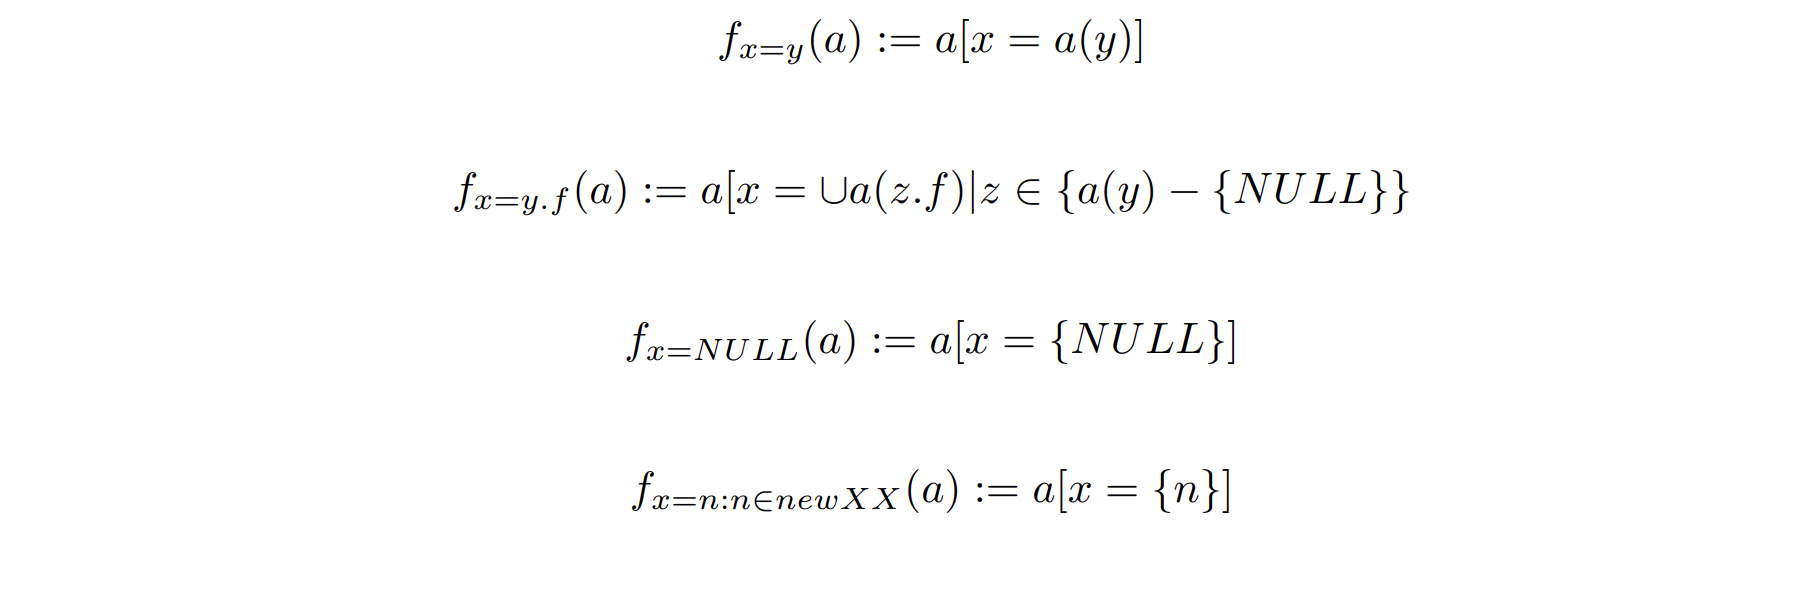 f_{x=y}(a) := a[x = a(y)]
f_{x=y.f}(a) := a[x = ∪a(z.f)|z ∈ {a(y) − {NULL}}
f_{x=NULL}(a) := a[x = {NULL}]
f_{x=n:n∈newXX}(a) := a[x = {n}]